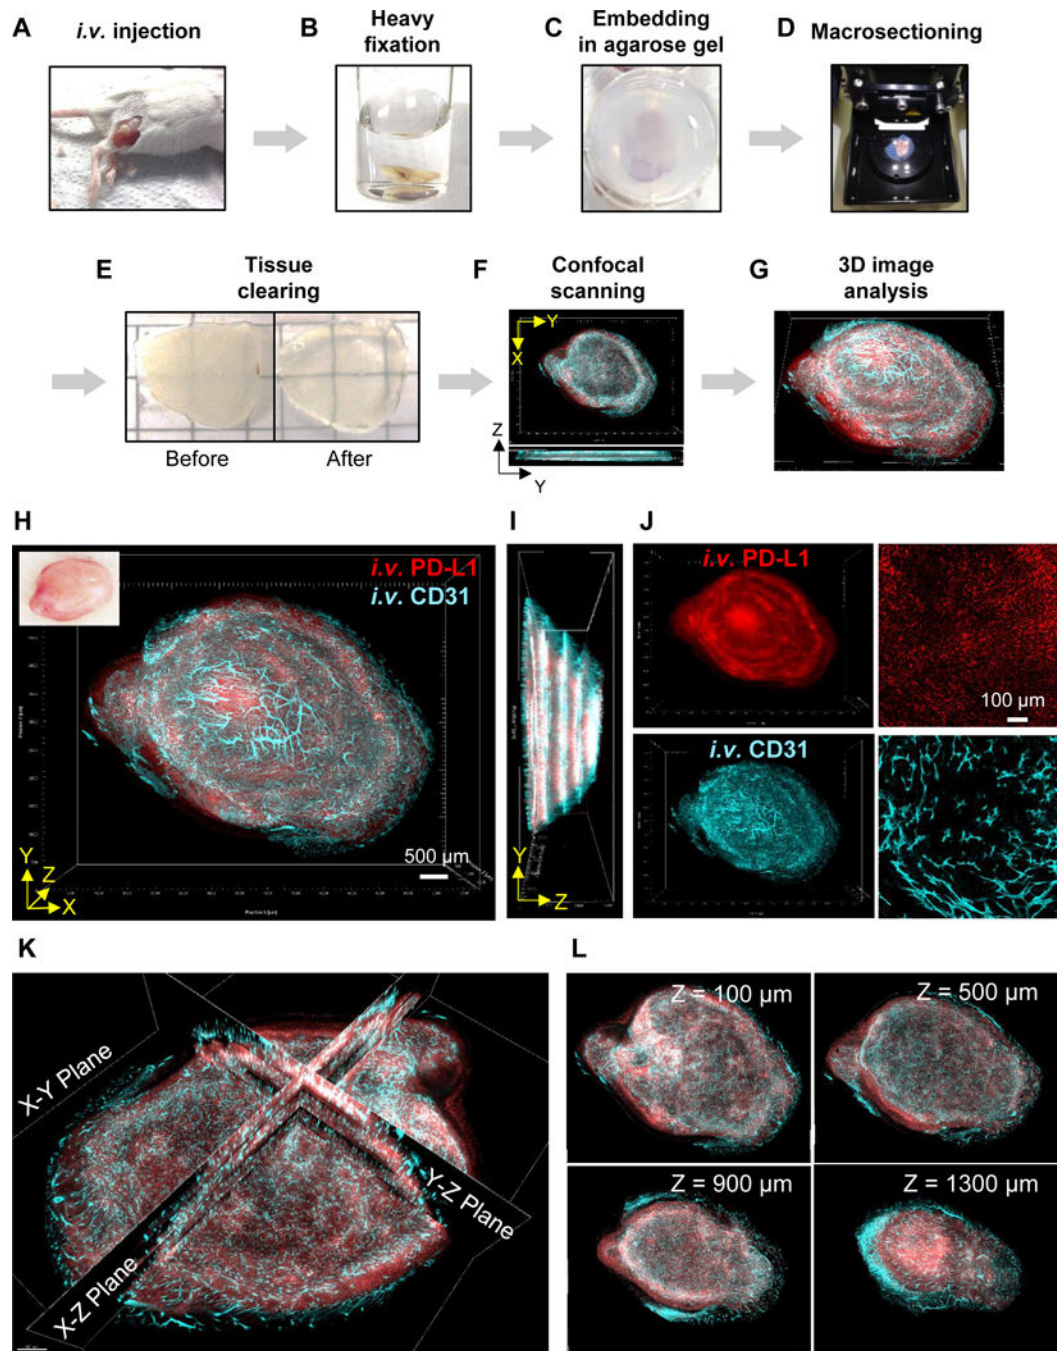 A
i.v. injection
B
Heavy
fixation
C
Embedding
in agarose gel
D
Macrosectioning
E
Tissue
clearing
Before
After
F
Confocal
scanning
Y
X
Z
Y
G
3D image
analysis
H
i.v. PD-L1
i.v. CD31
500 µm
Y
Z
X
I
Y
Z
J
i.v. PD-L1
100 µm
i.v. CD31
K
X-Y Plane
Y-Z Plane
X-Z Plane
L
Z = 100 µm
Z = 500 µm
Z = 900 µm
Z = 1300 µm